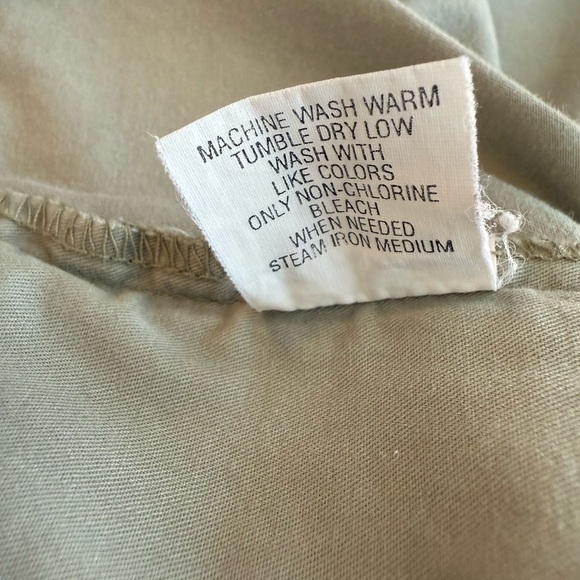 MACHINE WASH WARM
TUMBLE DRY LOW
WASH WITH
LIKE COLORS
ONLY NON-CHLORINE
BLEACH
WHEN NEEDED
STEAM IRON MEDIUM